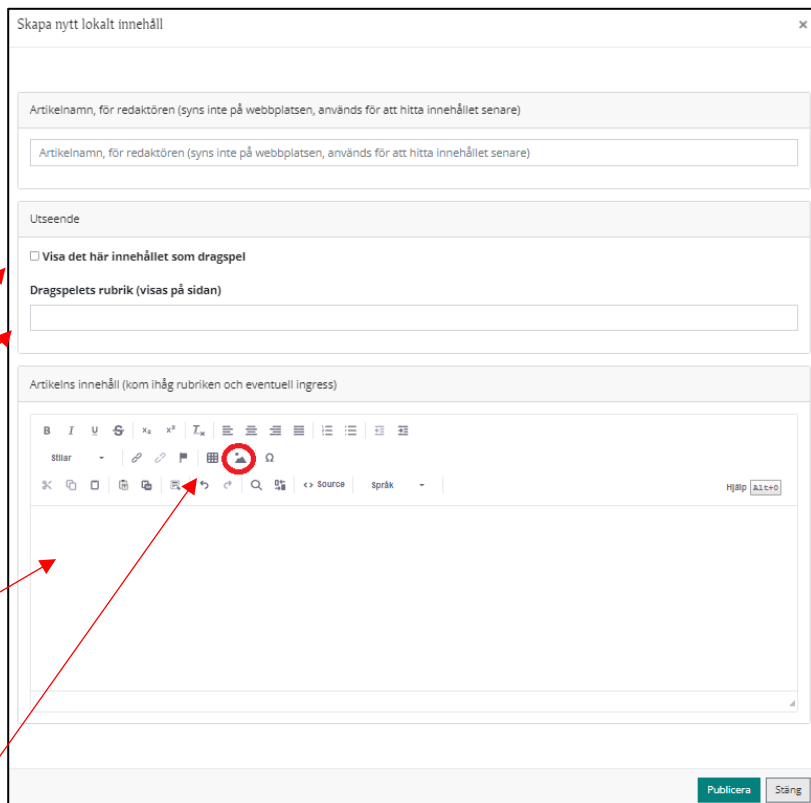 Skapa nytt lokalt innehåll ×
Artikelnamn, för redaktören (syns inte på webbplatsen, används för att hitta innehållet senare)
Artikelnamn, för redaktören (syns inte på webbplatsen, används för att hitta innehållet senare)
Utseende
Visa det här innehållet som dragspel
Dragspelets rubrik (visas på sidan)
Artikelns innehåll (kom ihåg rubriken och eventuell ingress)
B I U S x₂ x² Tx
Stilar Ω
Source Språk Hjälp Alt+0
Publicera Stäng